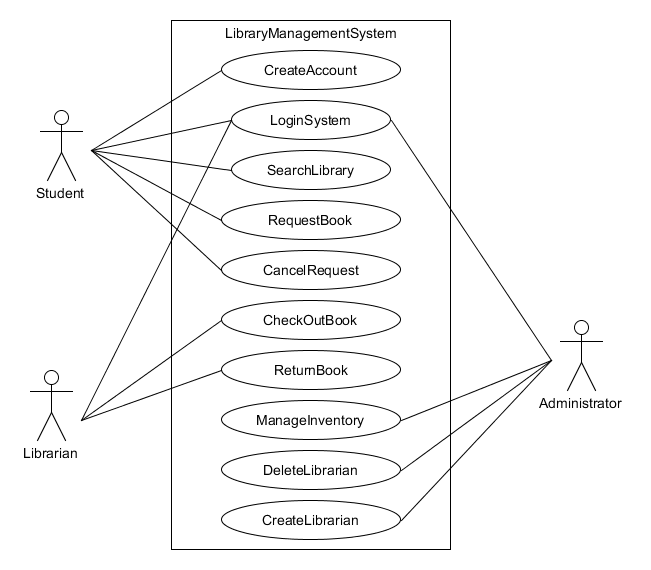 LibraryManagementSystem
CreateAccount
LoginSystem
SearchLibrary
Student
RequestBook
CancelRequest
CheckOutBook
ReturnBook
Administrator
ManageInventory
Librarian
DeleteLibrarian
CreateLibrarian